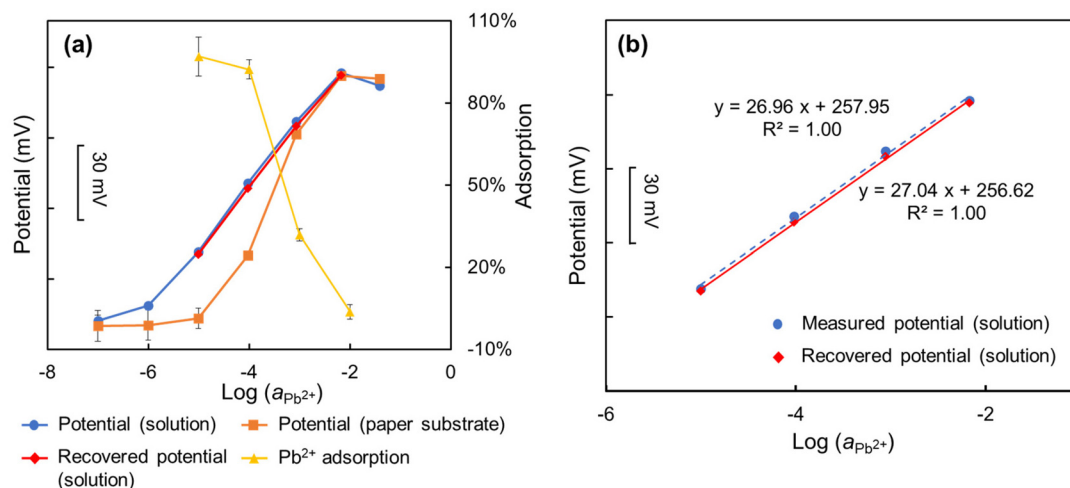 (a)
110%
80%
50%
20%
-10%
Adsorption
Potential (mV)
30 mV
-8
-6
-4
-2
0
Log (aPb2+)
Potential (solution)
Potential (paper substrate)
Recovered potential
(solution)
Pb2+ adsorption
(b)
y = 26.96 x + 257.95
R² = 1.00
y = 27.04 x + 256.62
R² = 1.00
Potential (mV)
30 mV
Measured potential (solution)
Recovered potential (solution)
-6
-4
-2
Log (aPb2+)